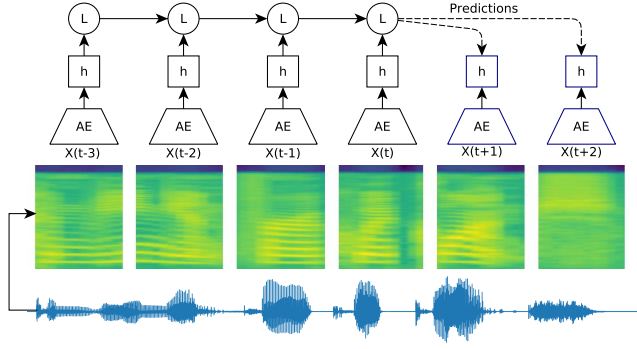 Predictions
L L L L
h h h h h h
AE AE AE AE AE AE
X(t-3) X(t-2) X(t-1) X(t) X(t+1) X(t+2)